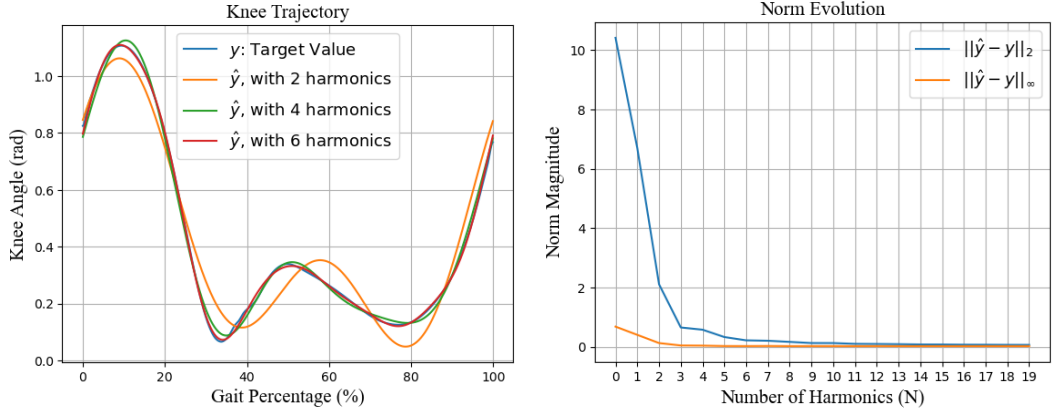 Knee Trajectory
y: Target Value
ŷ, with 2 harmonics
ŷ, with 4 harmonics
ŷ, with 6 harmonics
Knee Angle (rad)
1.0
0.8
0.6
0.4
0.2
0.0
0 20 40 60 80 100
Gait Percentage (%)
Norm Evolution
||ŷ − y||₂
||ŷ − y||∞
Norm Magnitude
10
8
6
4
2
0
0 1 2 3 4 5 6 7 8 9 10 11 12 13 14 15 16 17 18 19
Number of Harmonics (N)